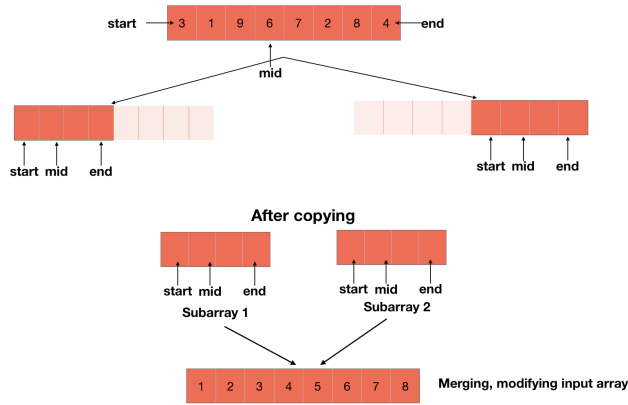 start 3 1 9 6 7 2 8 4 end
mid
start mid end
start mid end
After copying
start mid end
start mid end
Subarray 1
Subarray 2
1 2 3 4 5 6 7 8
Merging, modifying input array